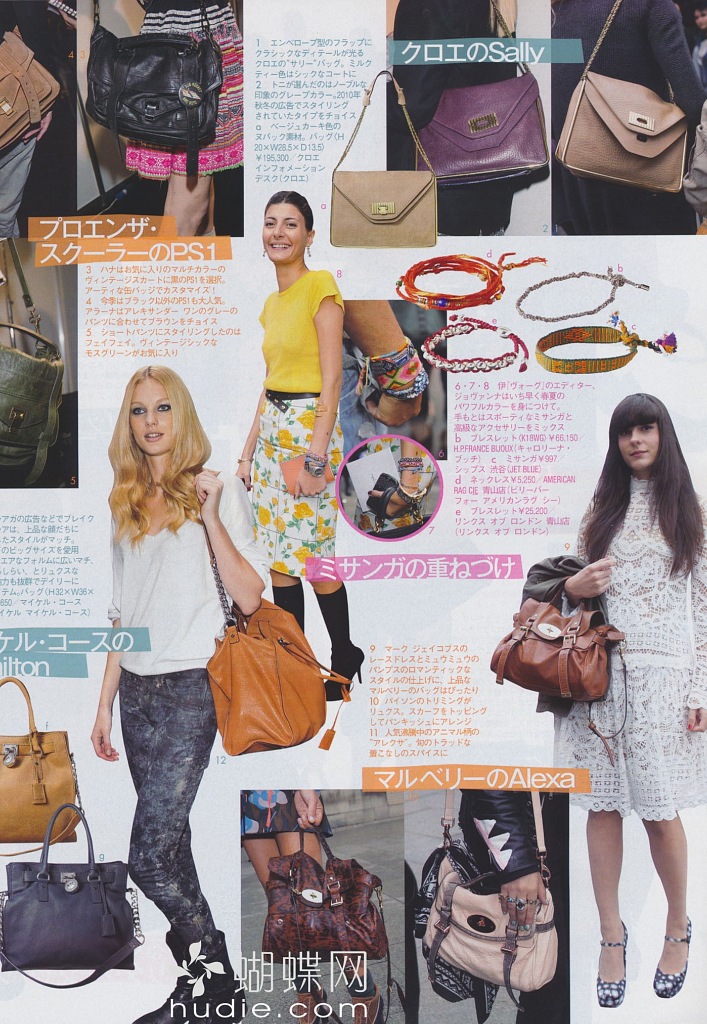 クロエのSally
1 エンベロープ型のフラップに
クラシックなディテールが光る
クロエの"サリー"バッグ。ミルク
ティー色はシックなコートに
2 トニが選んだのはノーブルな
印象のグレープカラー。2010年
秋冬の広告でスタイリング
されていたタイプをチョイス
a ベージュカーキ色の
ヌバック素材。バッグ〈H
20×W28.5×D13.5〉
¥195,300/クロエ
インフォメーション
デスク(クロエ)
a
1
2
4
3
プロエンザ・
スクーラーのPS1
3 ハナはお気に入りのマルチカラーの
ヴィンテージスカートに黒のPS1を選択。
アーティな缶バッジでカスタマイズ!
4 今季はブラック以外のPS1も大人気。
アラーナはアレキサンダー ワンのグレーの
パンツに合わせてブラウンをチョイス
5 ショートパンツにスタイリングしたのは
フェイフェイ。ヴィンテージシックな
モスグリーンがお気に入り
5
8
d
b
e
c
6
7
6・7・8 伊『ヴォーグ』のエディター、
ジョヴァンナはいち早く春夏の
パワフルカラーを身につけて。
手もとはスポーティなミサンガと
高級なアクセサリーをミックス
b ブレスレット〈K18WG〉¥66,150/
H.P.FRANCE BIJOUX(キャロリーナ・
ブッチ) c ミサンガ¥997/
シップス 渋谷(JET BLUE)
d ネックレス¥5,250/AMERICAN
RAG CIE 青山店(ビリーバー
フォー アメリカンラグ シー) e
ブレスレット¥25,200/
リンクス オブ ロンドン 青山店
(リンクス オブ ロンドン)
ミサンガの重ねづけ
9
アガの広告などでブレイク
アは、上品な顔だちに
たスタイルがマッチ。
のビッグサイズを愛用
エアなフォルムに広いマチ、
らしい、とリュクスな
力も抜群でデイリーに
テム。バッグ〈H32×W36×
650/マイケル・コース
イケル マイケル・コース)
ケル・コースの
ilton
f
g
12
9 マーク ジェイコブスの
レースドレスとミュウミュウの
パンプスのロマンティックな
スタイルの仕上げに、上品な
マルベリーのバッグはぴったり
10 パイソンのトリミングが
リュクス。スカーフをトッピング
してバンキッシュにアレンジ
11 人気沸騰中のアニマル柄の
"アレクサ"。旬のトラッドな
着こなしのスパイスに
マルベリーのAlexa
蝴蝶网
hudie.com